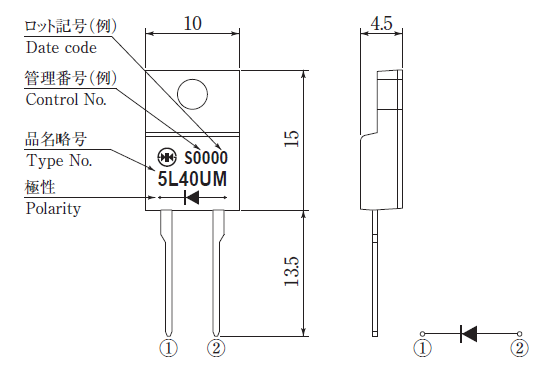 ロット記号(例)
Date code
管理番号(例)
Control No.
品名略号
Type No.
極性
Polarity
10
S0000
5L40UM
15
13.5
① ②
4.5
① ②